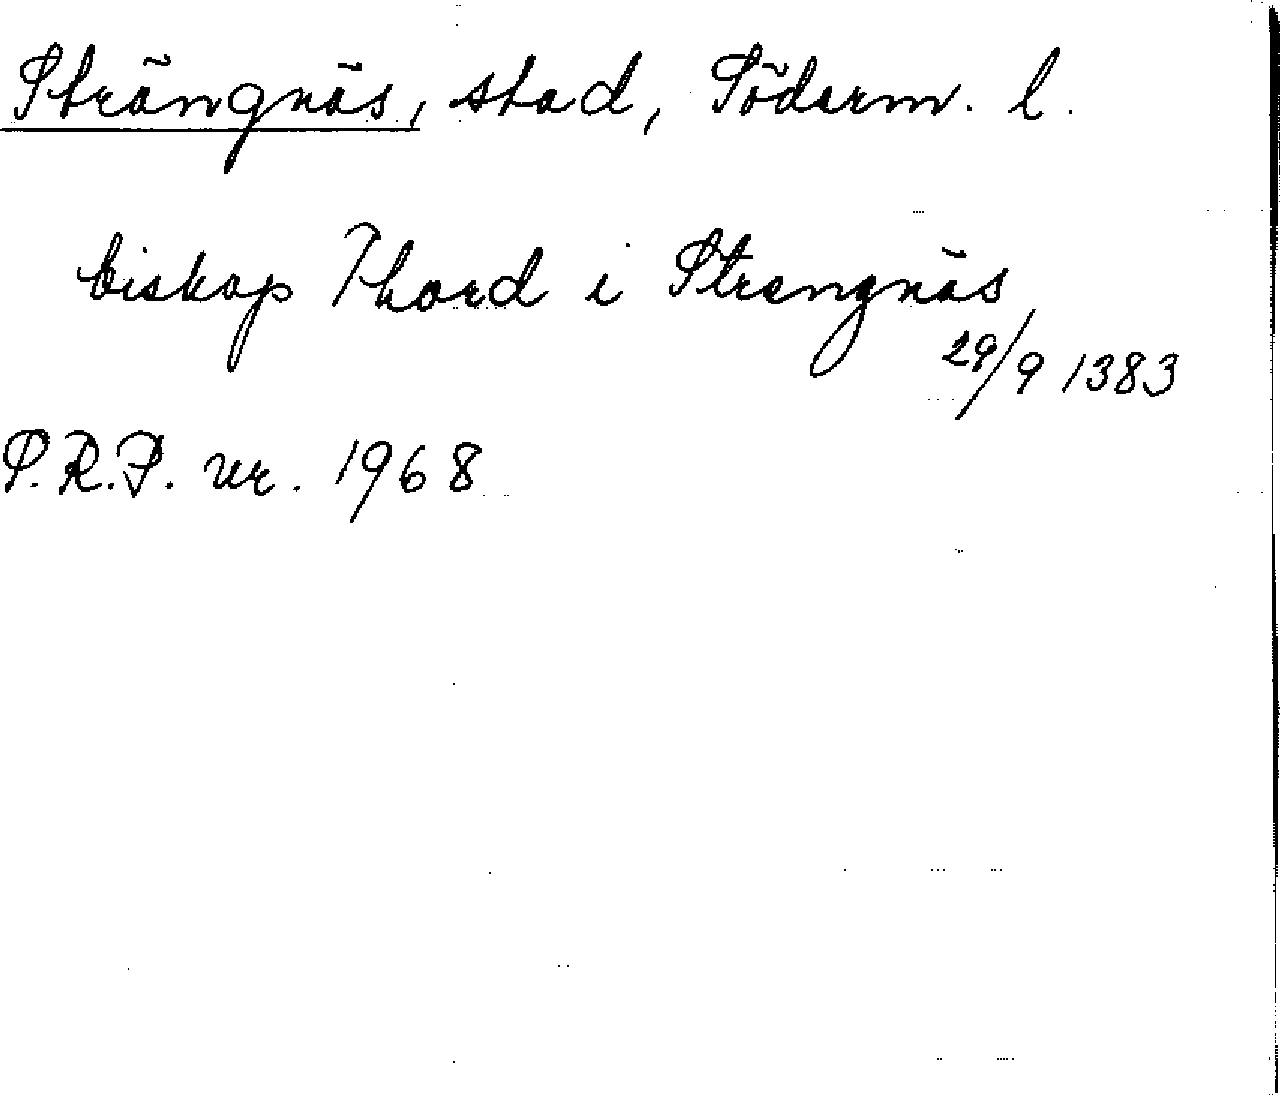 Strängnäs, stad, Söderm. l.
biskop Thord i Strengnäs
29/9 1383
S.R.P. nr. 1968